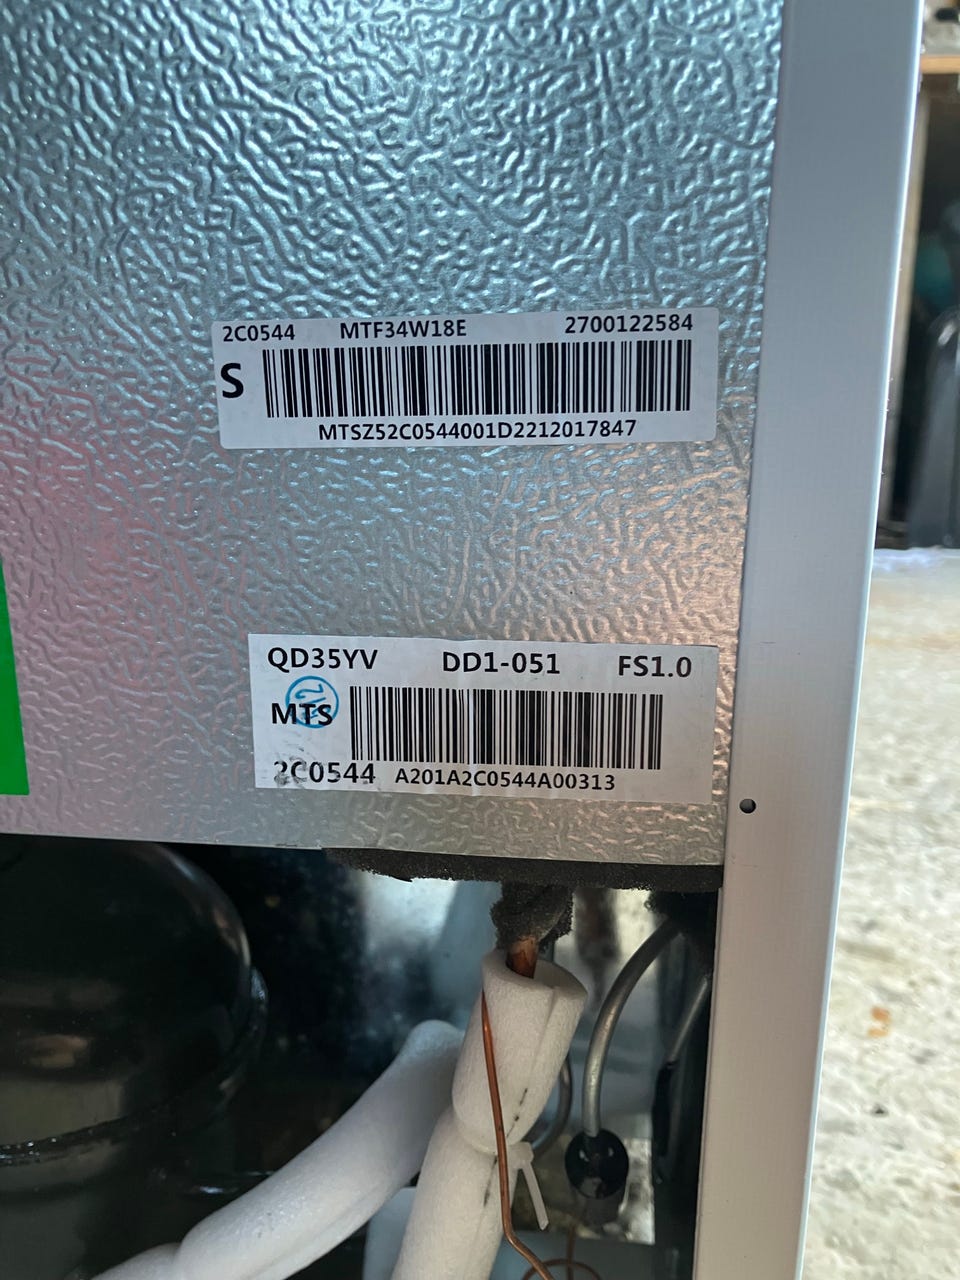 2C0544 MTF34W18E 2700122584
S
MTSZ52C0544001D2212017847
QD35YV DD1-051 FS1.0
MTS
2C0544 A201A2C0544A00313